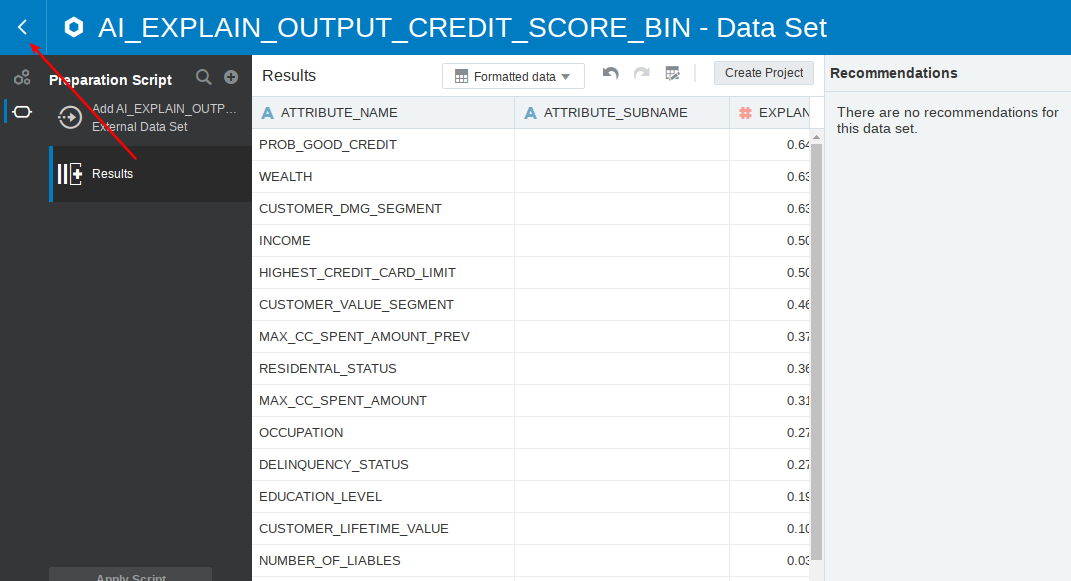 AI_EXPLAIN_OUTPUT_CREDIT_SCORE_BIN - Data Set
Preparation Script
Add AI_EXPLAIN_OUTP...
External Data Set
Results
Apply Script
Results
Formatted data
Create Project
A ATTRIBUTE_NAME A ATTRIBUTE_SUBNAME # EXPLAN
PROB_GOOD_CREDIT 0.64
WEALTH 0.63
CUSTOMER_DMG_SEGMENT 0.63
INCOME 0.50
HIGHEST_CREDIT_CARD_LIMIT 0.50
CUSTOMER_VALUE_SEGMENT 0.46
MAX_CC_SPENT_AMOUNT_PREV 0.37
RESIDENTAL_STATUS 0.36
MAX_CC_SPENT_AMOUNT 0.31
OCCUPATION 0.27
DELINQUENCY_STATUS 0.27
EDUCATION_LEVEL 0.19
CUSTOMER_LIFETIME_VALUE 0.10
NUMBER_OF_LIABLES 0.03
Recommendations
There are no recommendations for
this data set.